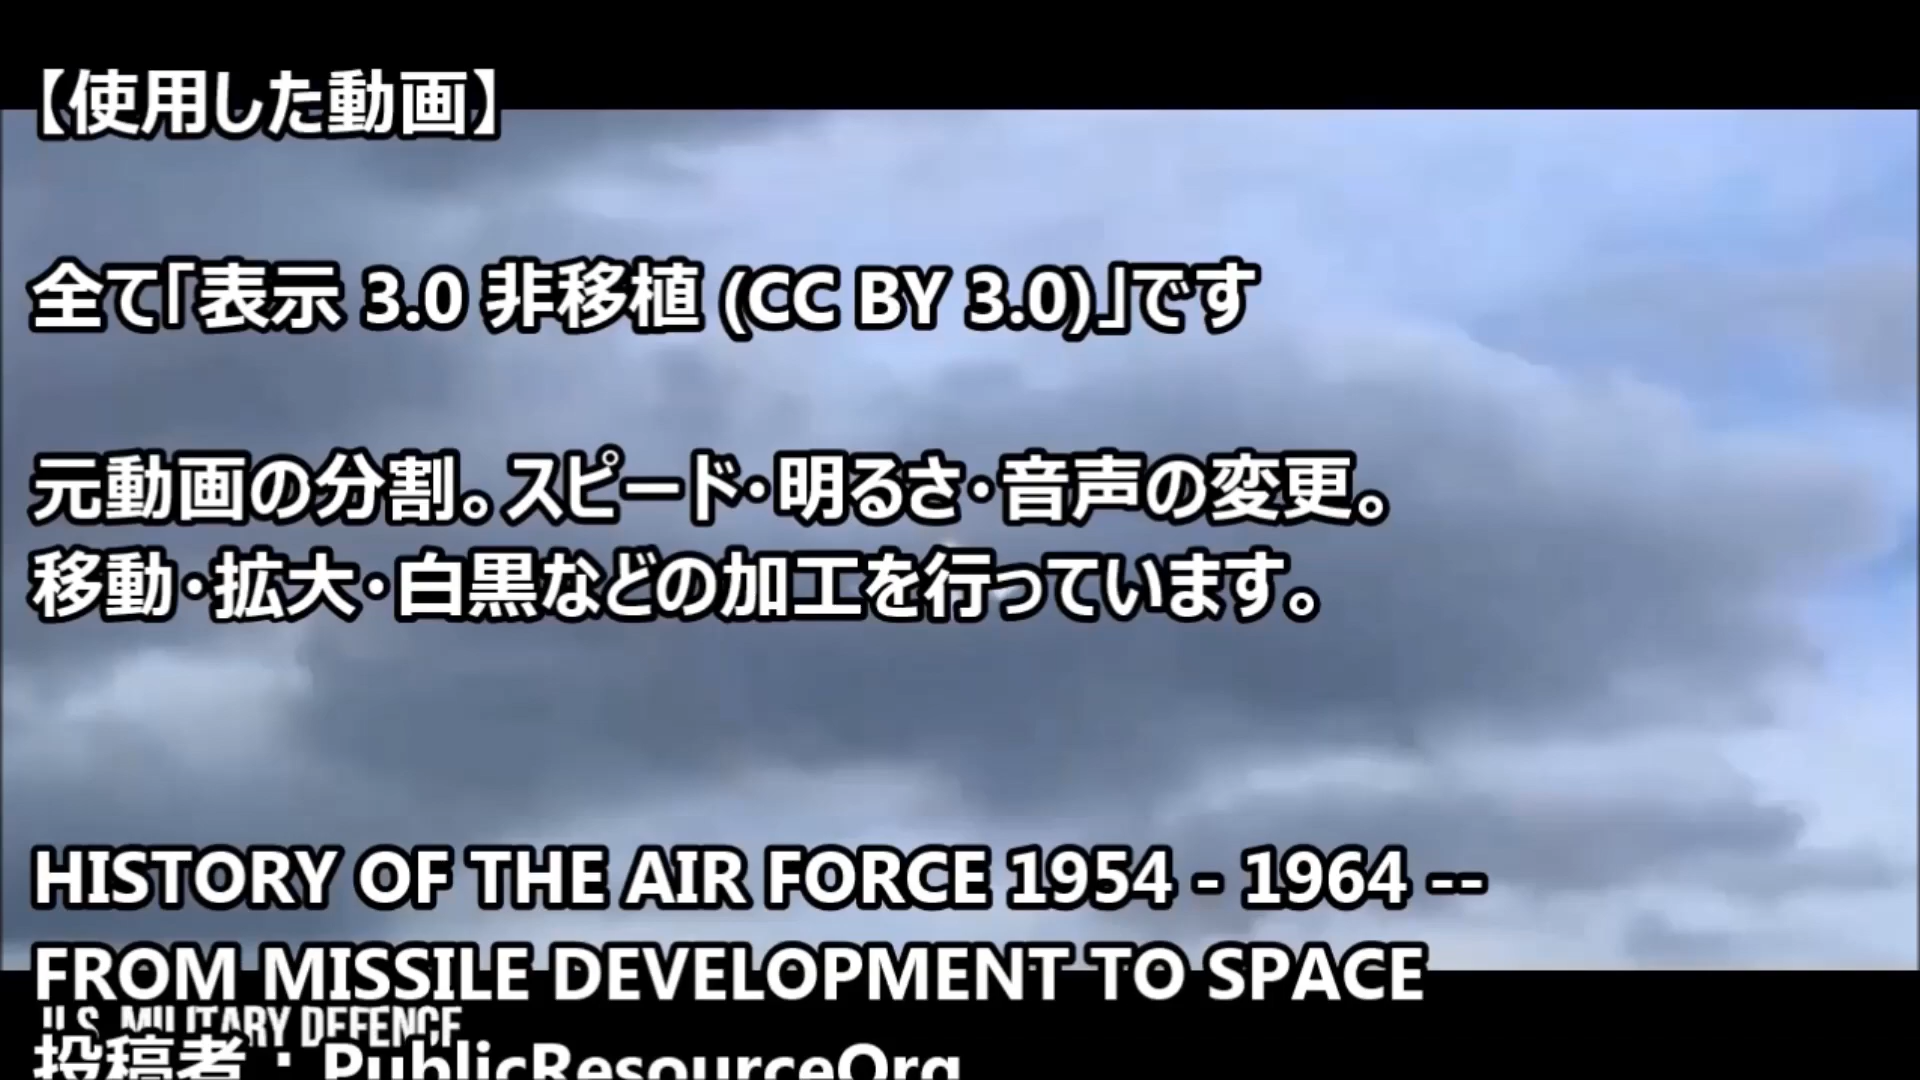 【使用した動画】
全て「表示 3.0 非移植 (CC BY 3.0)」です
元動画の分割。スピード・明るさ・音声の変更。
移動・拡大・白黒などの加工を行っています。
HISTORY OF THE AIR FORCE 1954 - 1964 --
FROM MISSILE DEVELOPMENT TO SPACE
U.S. MILITARY DEFENCE
投稿者：PublicResourceOrg